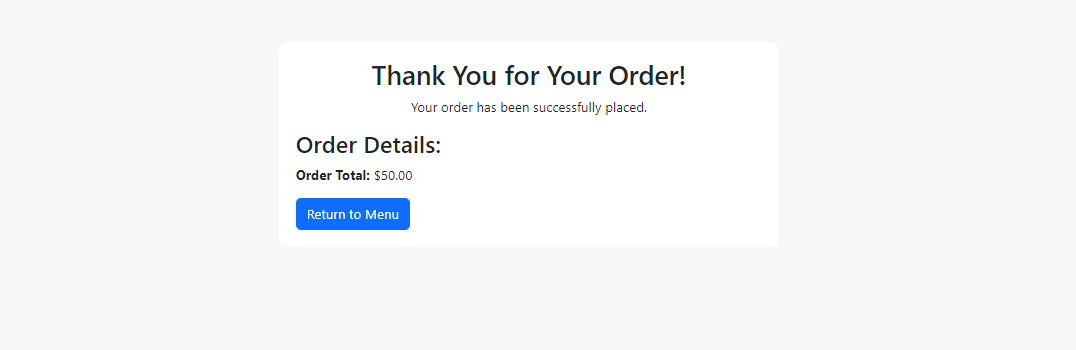 Thank You for Your Order!
Your order has been successfully placed.
Order Details:
Order Total: $50.00
Return to Menu